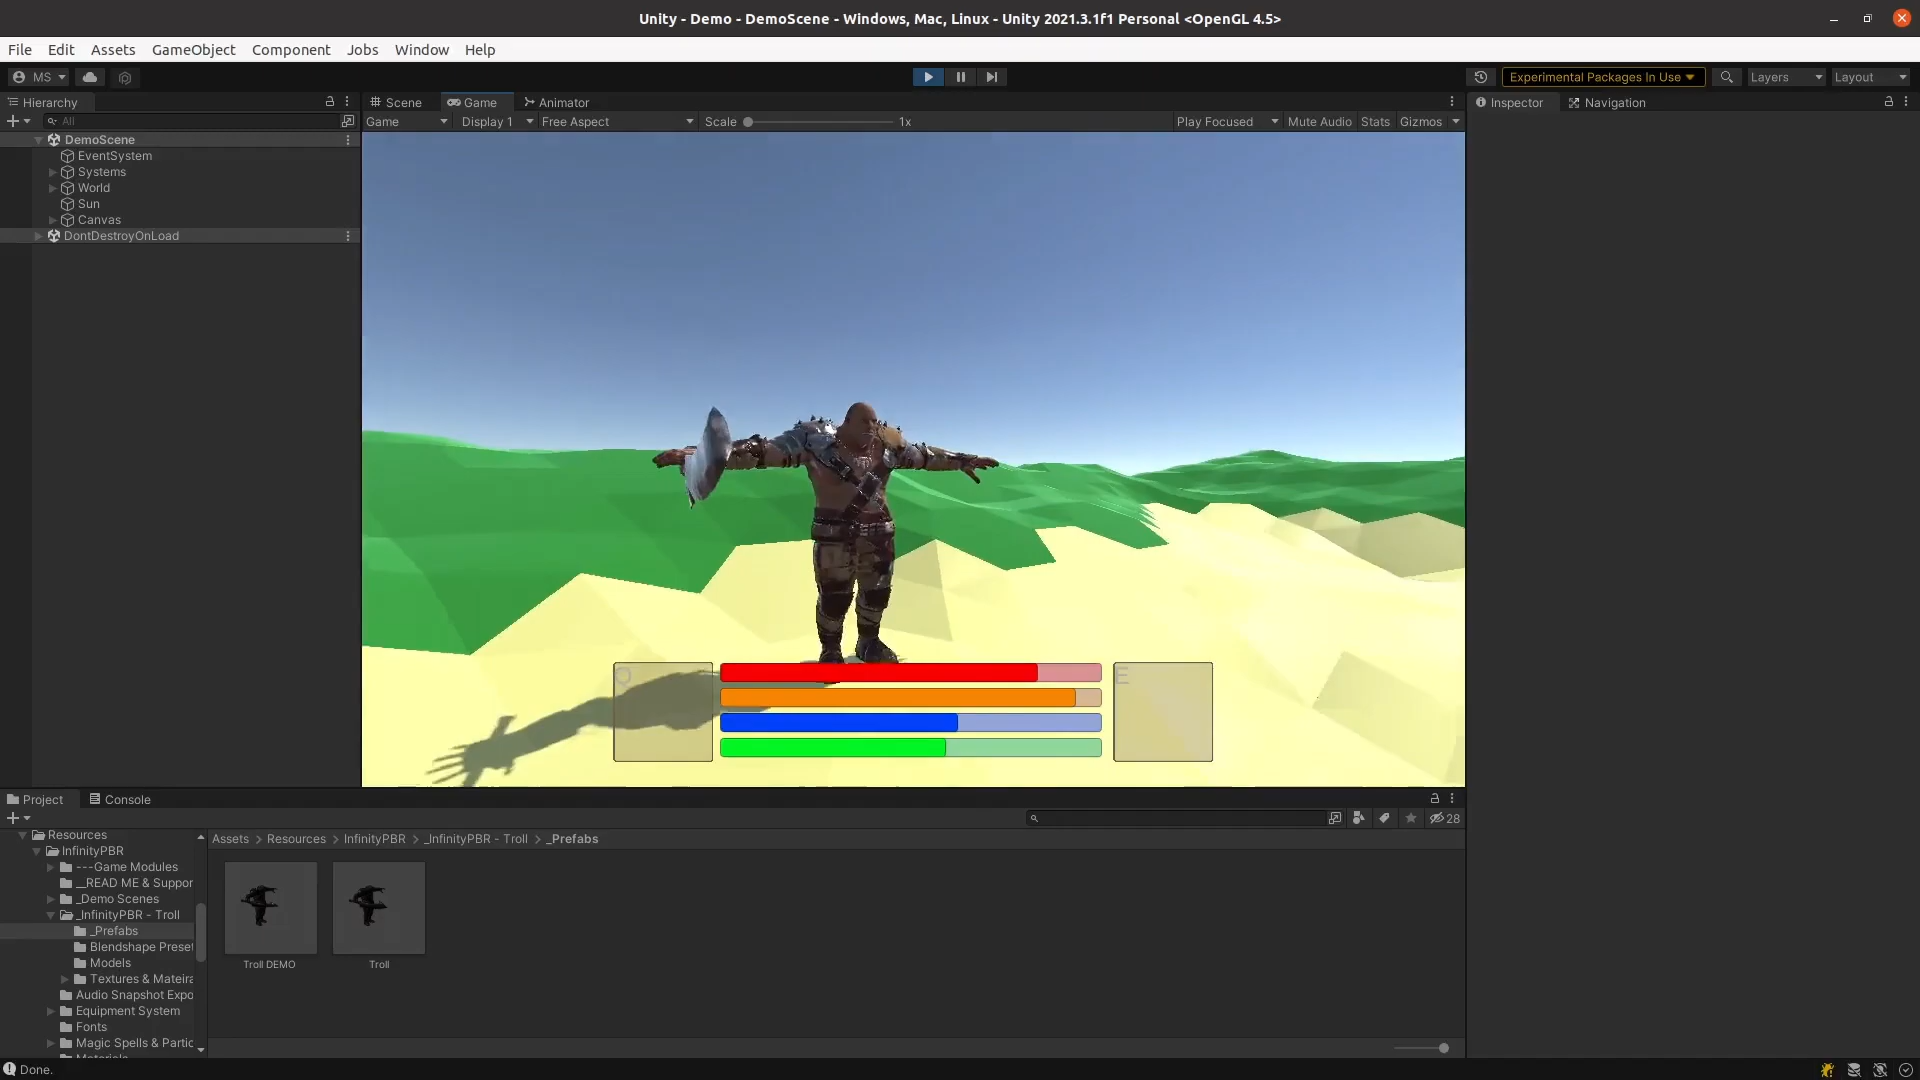 Unity - Demo - DemoScene - Windows, Mac, Linux - Unity 2021.3.1f1 Personal <OpenGL 4.5>
File Edit Assets GameObject Component Jobs Window Help
MS Experimental Packages In Use Layers Layout
Hierarchy Scene Game Animator Inspector Navigation
All Game Display 1 Free Aspect Scale 1x Play Focused Mute Audio Stats Gizmos
DemoScene
EventSystem
Systems
World
Sun
Canvas
DontDestroyOnLoad
Q E
Project Console
28
Resources
Assets > Resources > InfinityPBR > _InfinityPBR - Troll > _Prefabs
InfinityPBR
---Game Modules
__READ ME & Suppor
_Demo Scenes
_InfinityPBR - Troll
_Prefabs
Blendshape Preset
Models
Troll DEMO Troll
Textures & Mateira
Audio Snapshot Expo
Equipment System
Fonts
Magic Spells & Partic
Materials
Done.